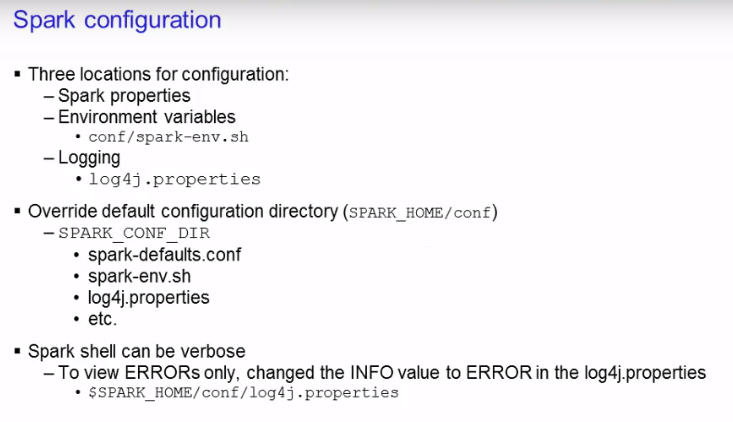 Spark configuration
▪ Three locations for configuration:
– Spark properties
– Environment variables
• conf/spark-env.sh
– Logging
• log4j.properties
▪ Override default configuration directory (SPARK_HOME/conf)
– SPARK_CONF_DIR
• spark-defaults.conf
• spark-env.sh
• log4j.properties
• etc.
▪ Spark shell can be verbose
– To view ERRORs only, changed the INFO value to ERROR in the log4j.properties
• $SPARK_HOME/conf/log4j.properties